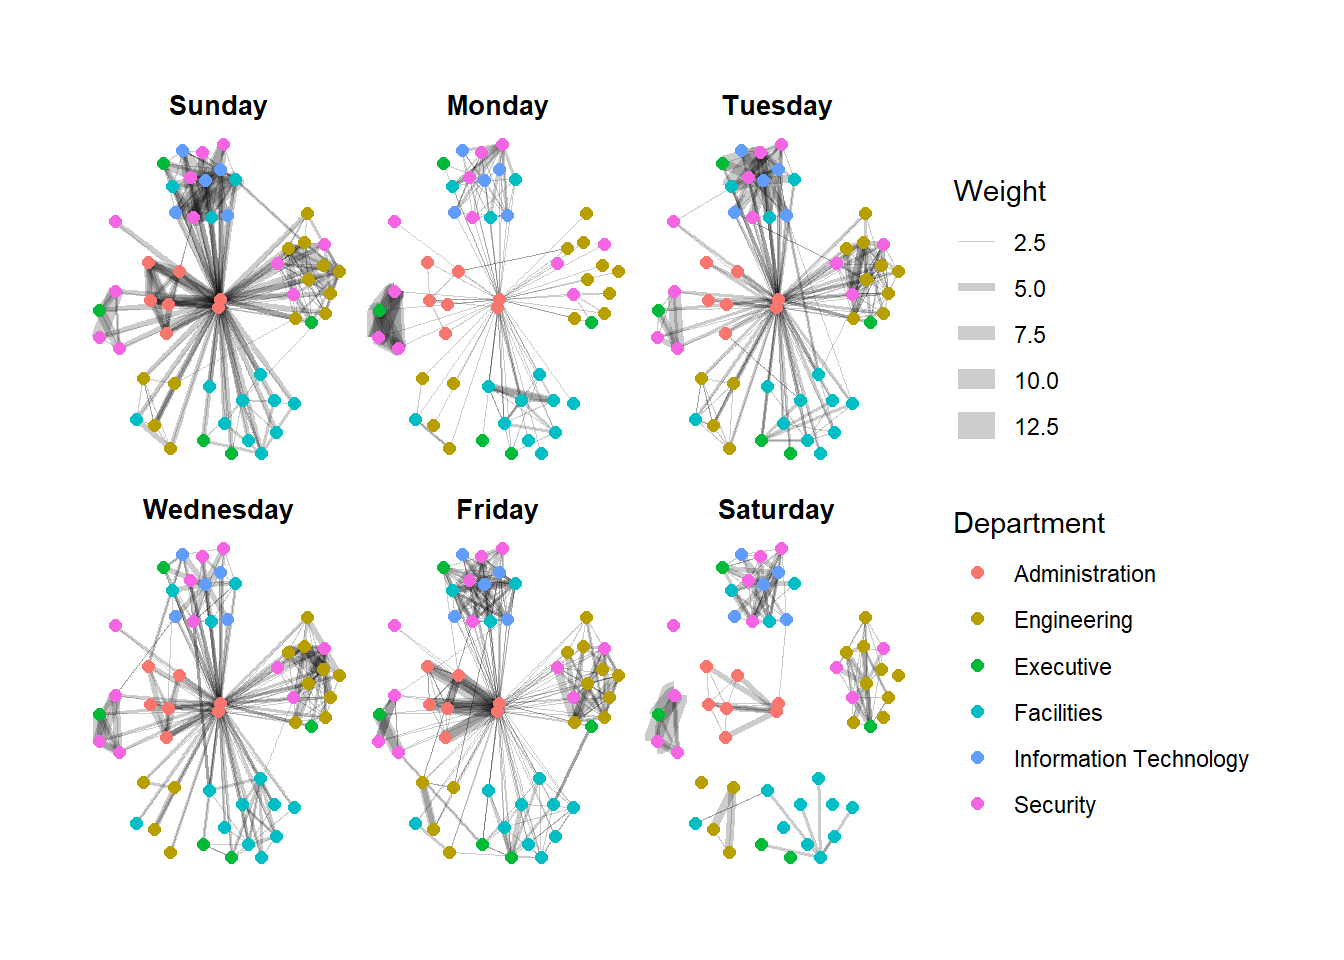 Sunday
Monday
Tuesday
Wednesday
Friday
Saturday
Weight
2.5
5.0
7.5
10.0
12.5
Department
Administration
Engineering
Executive
Facilities
Information Technology
Security